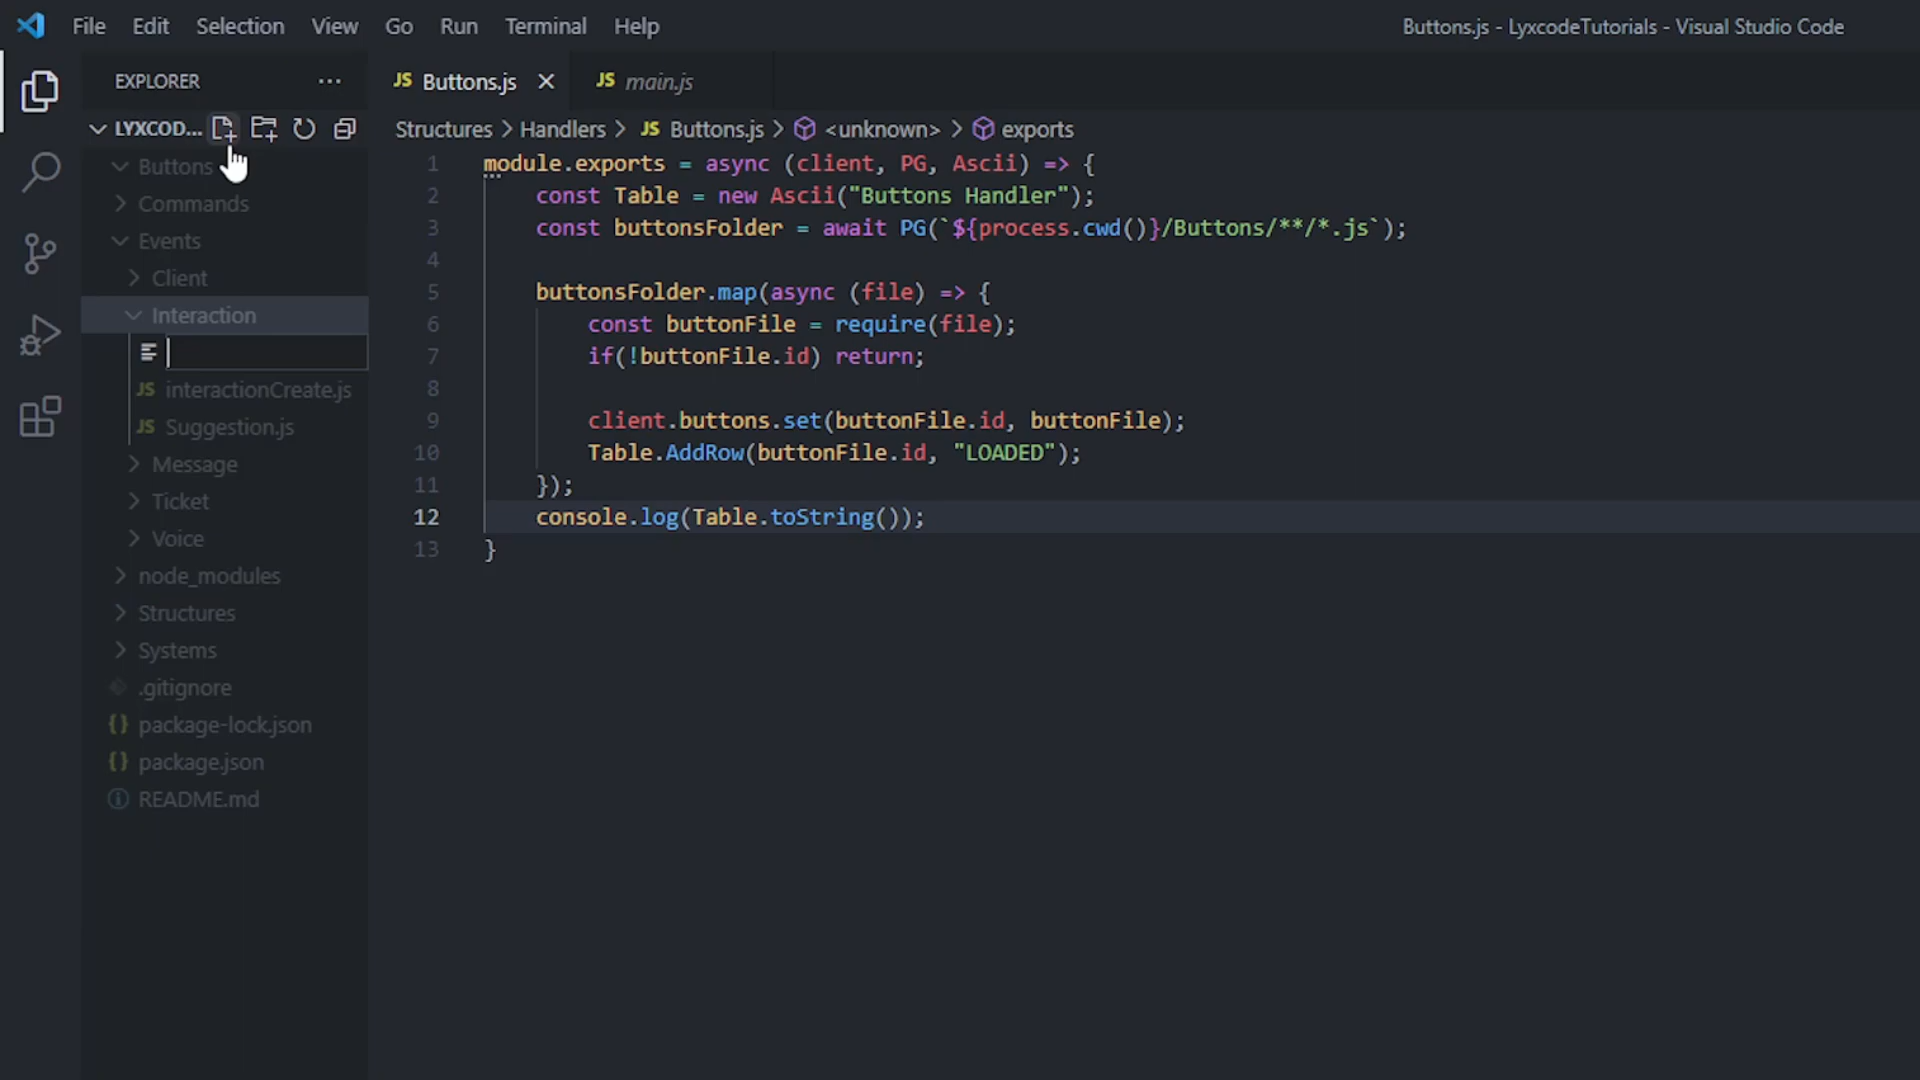 File Edit Selection View Go Run Terminal Help
Buttons.js - LyxcodeTutorials - Visual Studio Code
EXPLORER
LYXCOD...
Buttons
Commands
Events
Client
Interaction
JS interactionCreate.js
JS Suggestion.js
Message
Ticket
Voice
node_modules
Structures
Systems
.gitignore
{} package-lock.json
{} package.json
README.md
JS Buttons.js
JS main.js
Structures > Handlers > JS Buttons.js > <unknown> > exports
1 module.exports = async (client, PG, Ascii) => {
2 const Table = new Ascii("Buttons Handler");
3 const buttonsFolder = await PG(`${process.cwd()}/Buttons/**/*.js`);
4
5 buttonsFolder.map(async (file) => {
6 const buttonFile = require(file);
7 if(!buttonFile.id) return;
8
9 client.buttons.set(buttonFile.id, buttonFile);
10 Table.AddRow(buttonFile.id, "LOADED");
11 });
12 console.log(Table.toString());
13 }